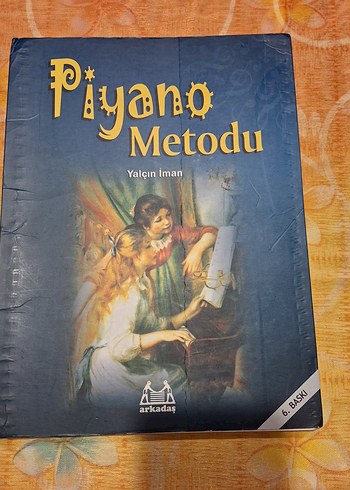 Piyano
Metodu
Yalçın İman
arkadaş
6. BASKI